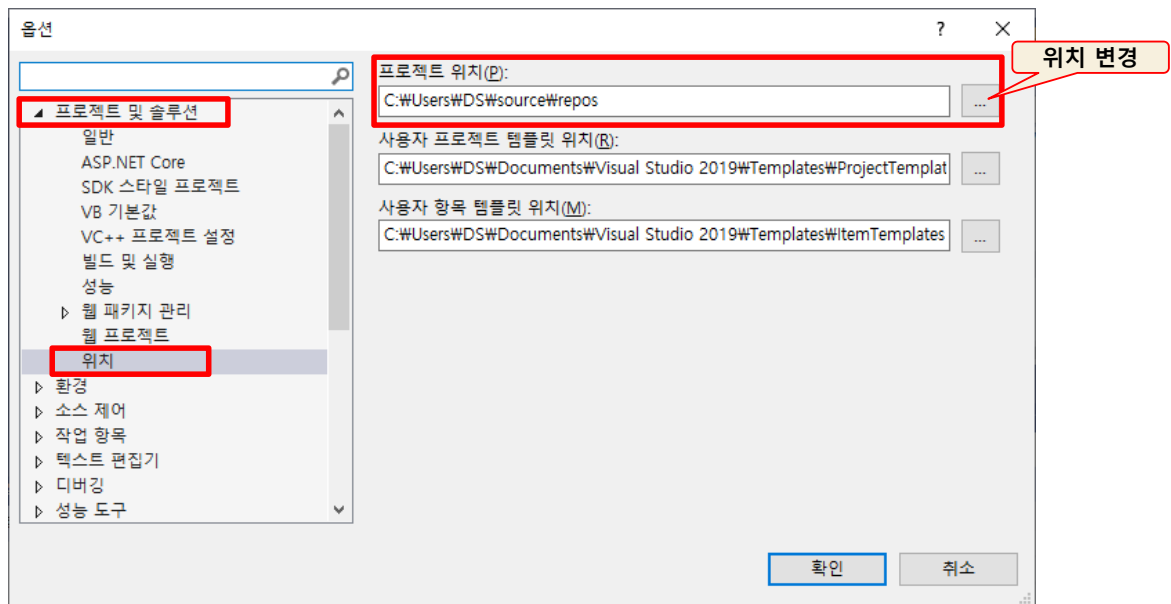 옵션
?
위치 변경
프로젝트 및 솔루션
일반
ASP.NET Core
SDK 스타일 프로젝트
VB 기본값
VC++ 프로젝트 설정
빌드 및 실행
성능
웹 패키지 관리
웹 프로젝트
위치
환경
소스 제어
작업 항목
텍스트 편집기
디버깅
성능 도구
프로젝트 위치(P):
C:₩Users₩DS₩source₩repos
...
사용자 프로젝트 템플릿 위치(R):
C:₩Users₩DS₩Documents₩Visual Studio 2019₩Templates₩ProjectTemplat
...
사용자 항목 템플릿 위치(M):
C:₩Users₩DS₩Documents₩Visual Studio 2019₩Templates₩ItemTemplates
...
확인
취소